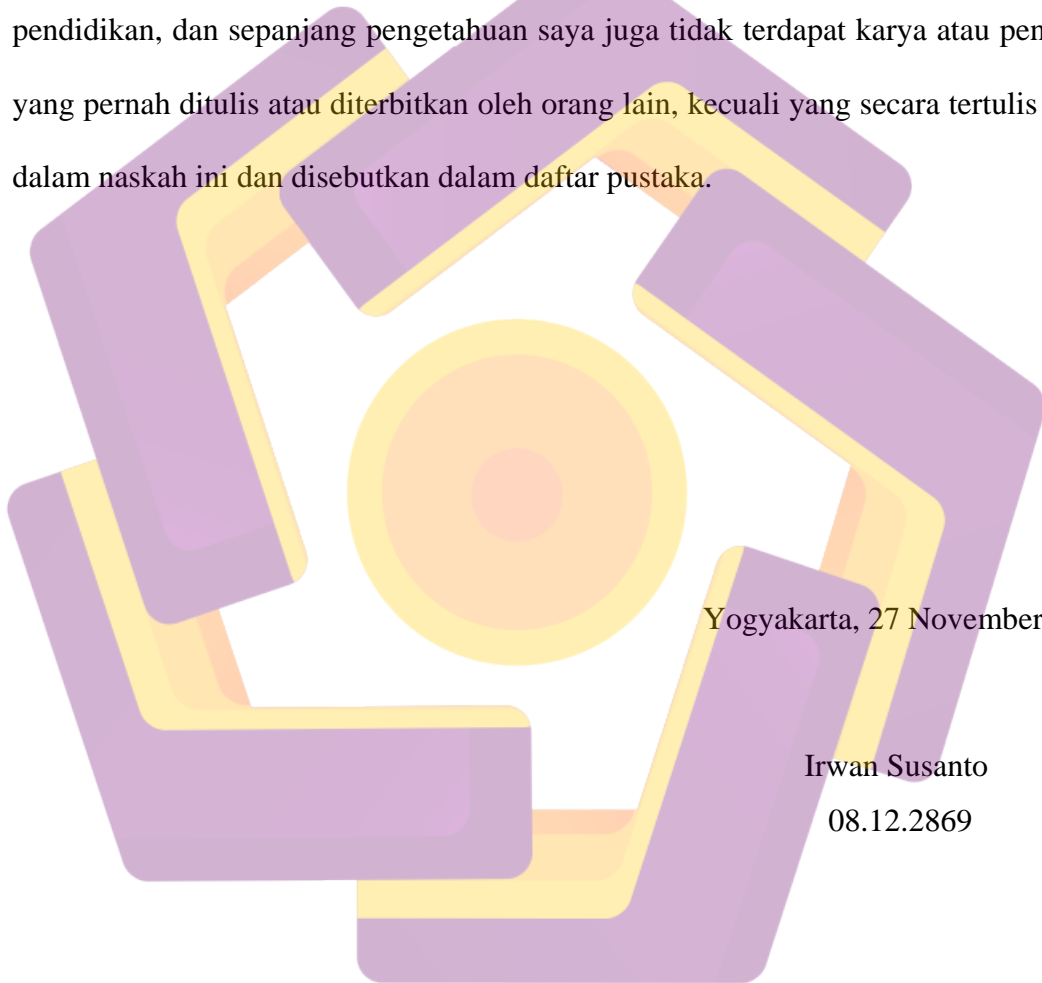 pendidikan, dan sepanjang pengetahuan saya juga tidak terdapat karya atau pen
yang pernah ditulis atau diterbitkan oleh orang lain, kecuali yang secara tertulis
dalam naskah ini dan disebutkan dalam daftar pustaka.
Yogyakarta, 27 November
Irwan Susanto
08.12.2869